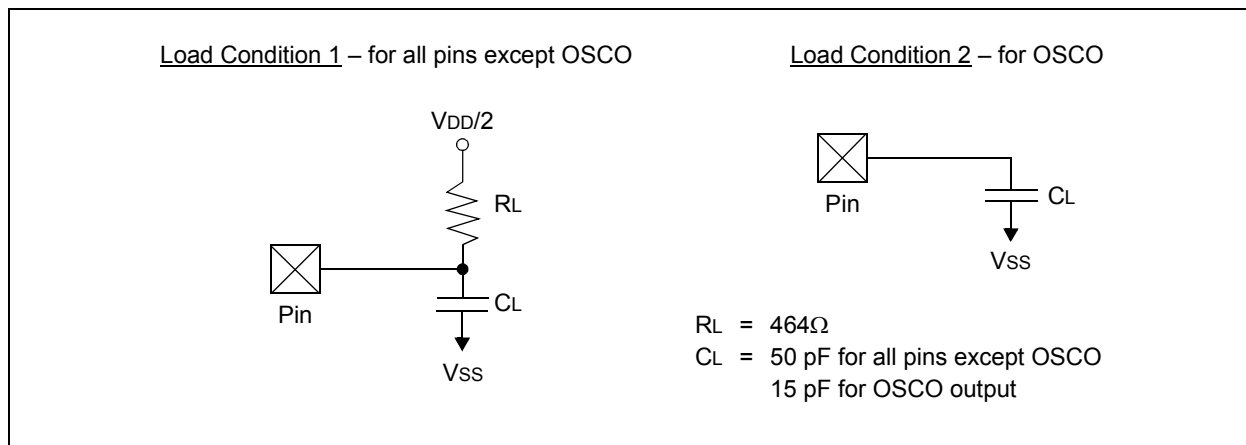 Load Condition 1 – for all pins except OSCO
VDD/2
RL
Pin
CL
VSS
Load Condition 2 – for OSCO
Pin
CL
VSS
RL = 464Ω
CL = 50 pF for all pins except OSCO
15 pF for OSCO output